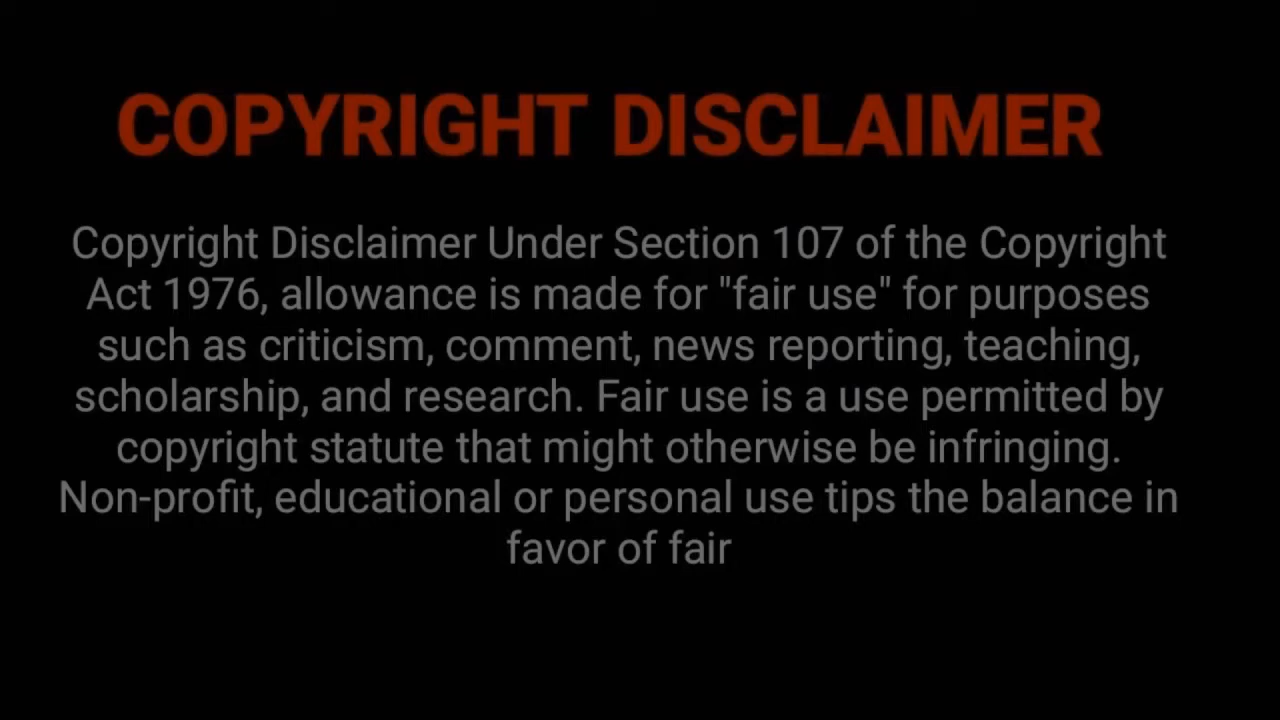 COPYRIGHT DISCLAIMER
Copyright Disclaimer Under Section 107 of the Copyright
Act 1976, allowance is made for "fair use" for purposes
such as criticism, comment, news reporting, teaching,
scholarship, and research. Fair use is a use permitted by
copyright statute that might otherwise be infringing.
Non-profit, educational or personal use tips the balance in
favor of fair